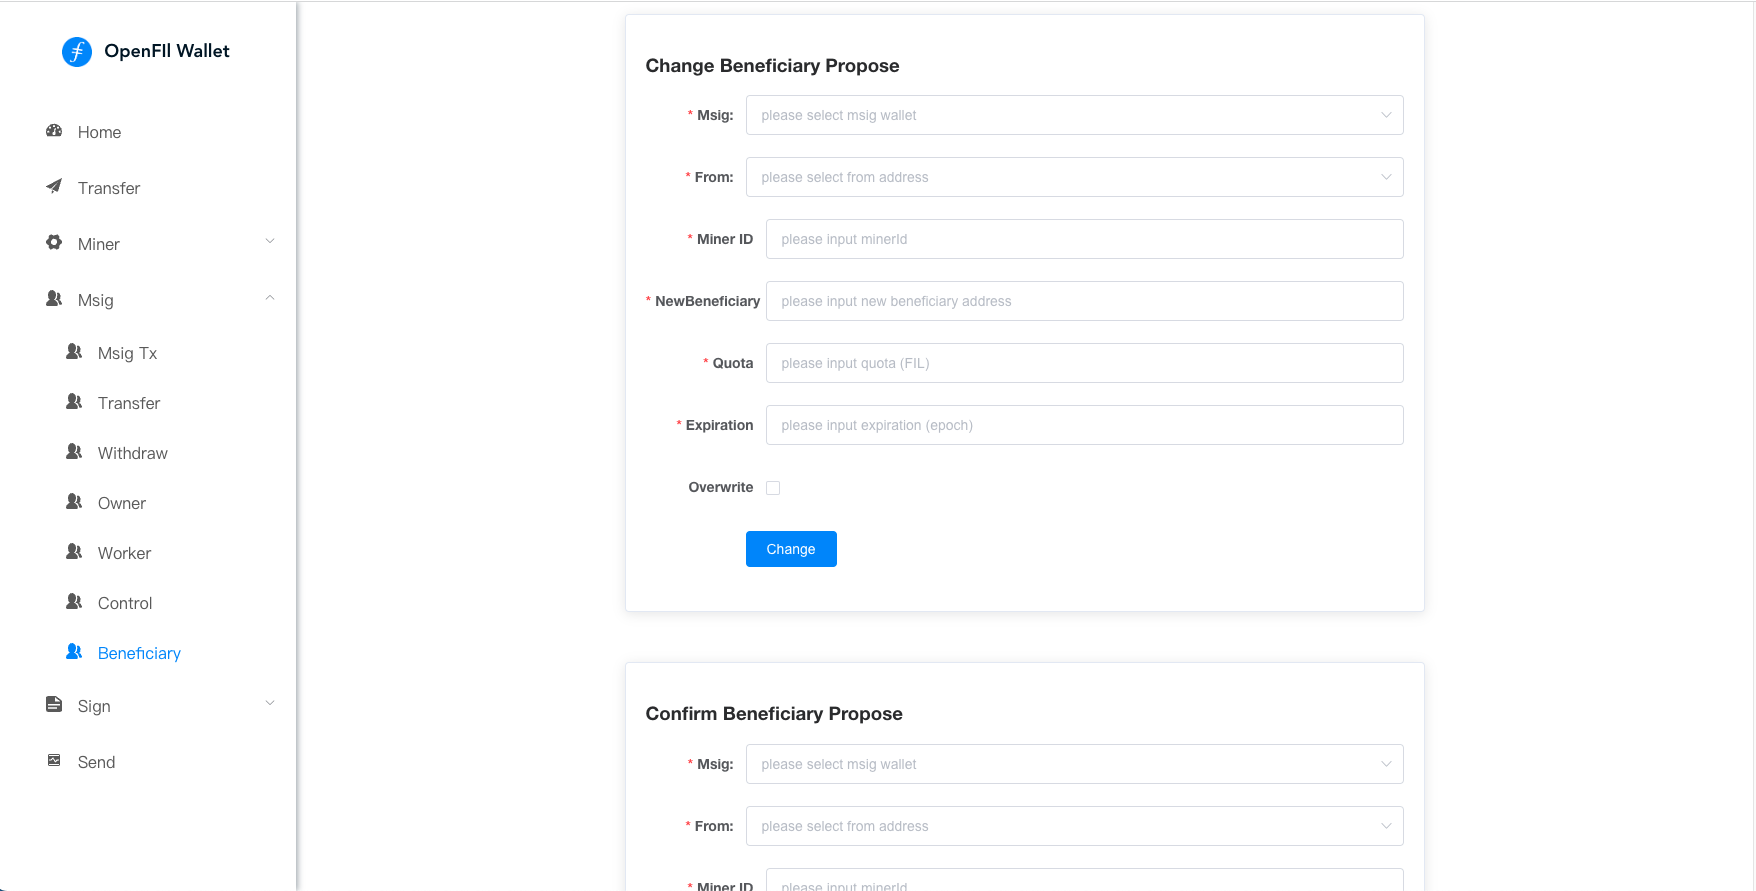 OpenFIl Wallet
Home
Transfer
Miner
Msig
Msig Tx
Transfer
Withdraw
Owner
Worker
Control
Beneficiary
Sign
Send
Change Beneficiary Propose
* Msig: please select msig wallet
* From: please select from address
* Miner ID please input minerId
* NewBeneficiary please input new beneficiary address
* Quota please input quota (FIL)
* Expiration please input expiration (epoch)
Overwrite
Change
Confirm Beneficiary Propose
* Msig: please select msig wallet
* From: please select from address
* Miner ID please input minerId